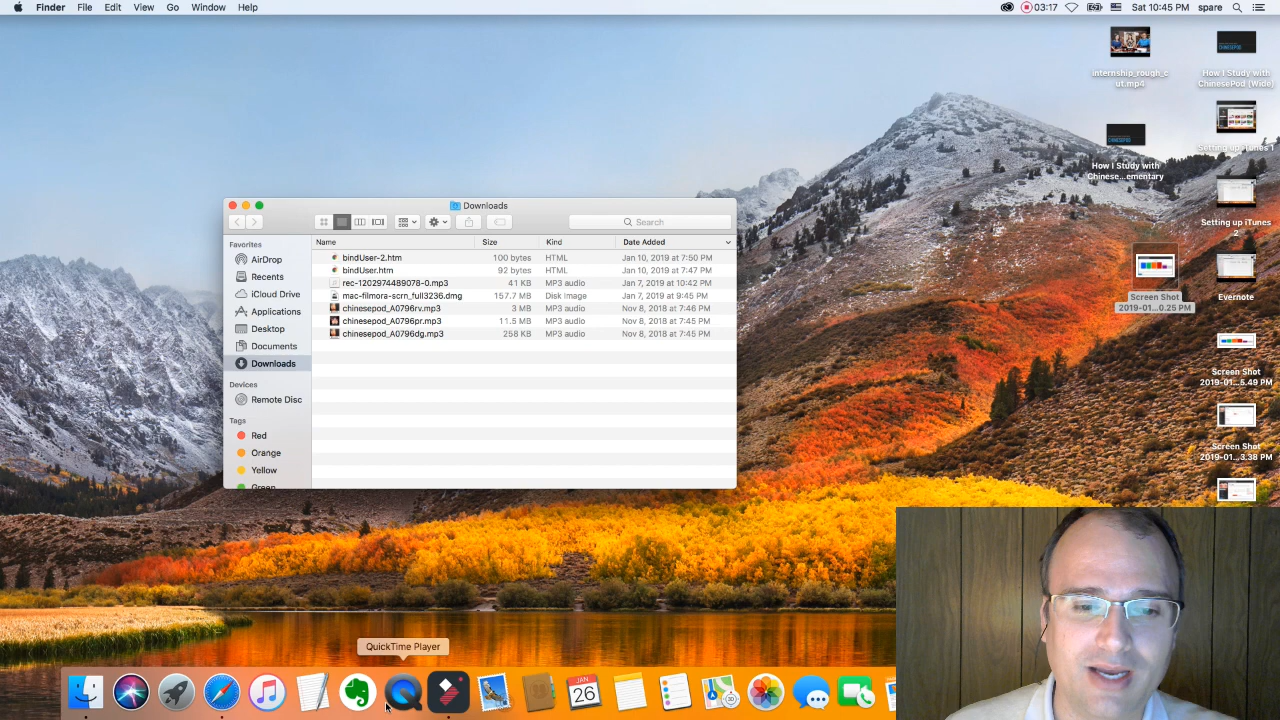 Finder File Edit View Go Window Help
03:17 Sat 10:45 PM spare
internship_rough_c
ut.mp4
How I Study with
ChinesePod (Wide)
How I Study with
Chinese...ementary
Setting up iTunes 1
Setting up iTunes
2
Screen Shot
2019-01...0.25 PM
Evernote
Screen Shot
2019-01...5.49 PM
Screen Shot
2019-01...3.38 PM
Downloads
Search
Favorites
AirDrop
Recents
iCloud Drive
Applications
Desktop
Documents
Downloads
Devices
Remote Disc
Tags
Red
Orange
Yellow
Green
Name Size Kind Date Added
bindUser-2.htm 100 bytes HTML Jan 10, 2019 at 7:50 PM
bindUser.htm 92 bytes HTML Jan 10, 2019 at 7:47 PM
rec-1202974489078-0.mp3 41 KB MP3 audio Jan 7, 2019 at 10:42 PM
mac-filmora-scrn_full3236.dmg 157.7 MB Disk Image Jan 7, 2019 at 9:45 PM
chinesepod_A0796rv.mp3 3 MB MP3 audio Nov 8, 2018 at 7:46 PM
chinesepod_A0796pr.mp3 11.5 MB MP3 audio Nov 8, 2018 at 7:45 PM
chinesepod_A0796dg.mp3 258 KB MP3 audio Nov 8, 2018 at 7:45 PM
QuickTime Player
JAN
26
3D